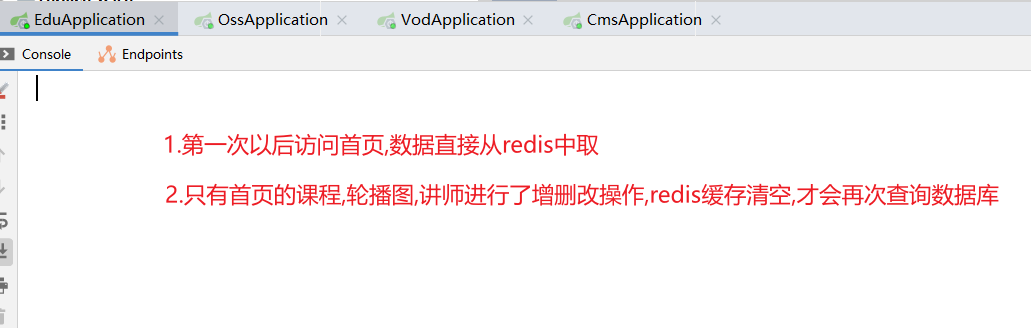 EduApplication OssApplication VodApplication CmsApplication
Console Endpoints
1.第一次以后访问首页,数据直接从redis中取
2.只有首页的课程,轮播图,讲师进行了增删改操作,redis缓存清空,才会再次查询数据库